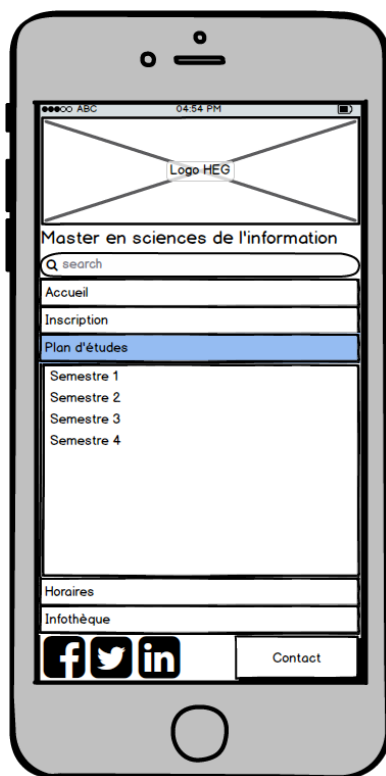 ABC 04:54 PM
Logo HEG
Master en sciences de l'information
search
Accueil
Inscription
Plan d'études
Semestre 1
Semestre 2
Semestre 3
Semestre 4
Horaires
Infothèque
f in Contact